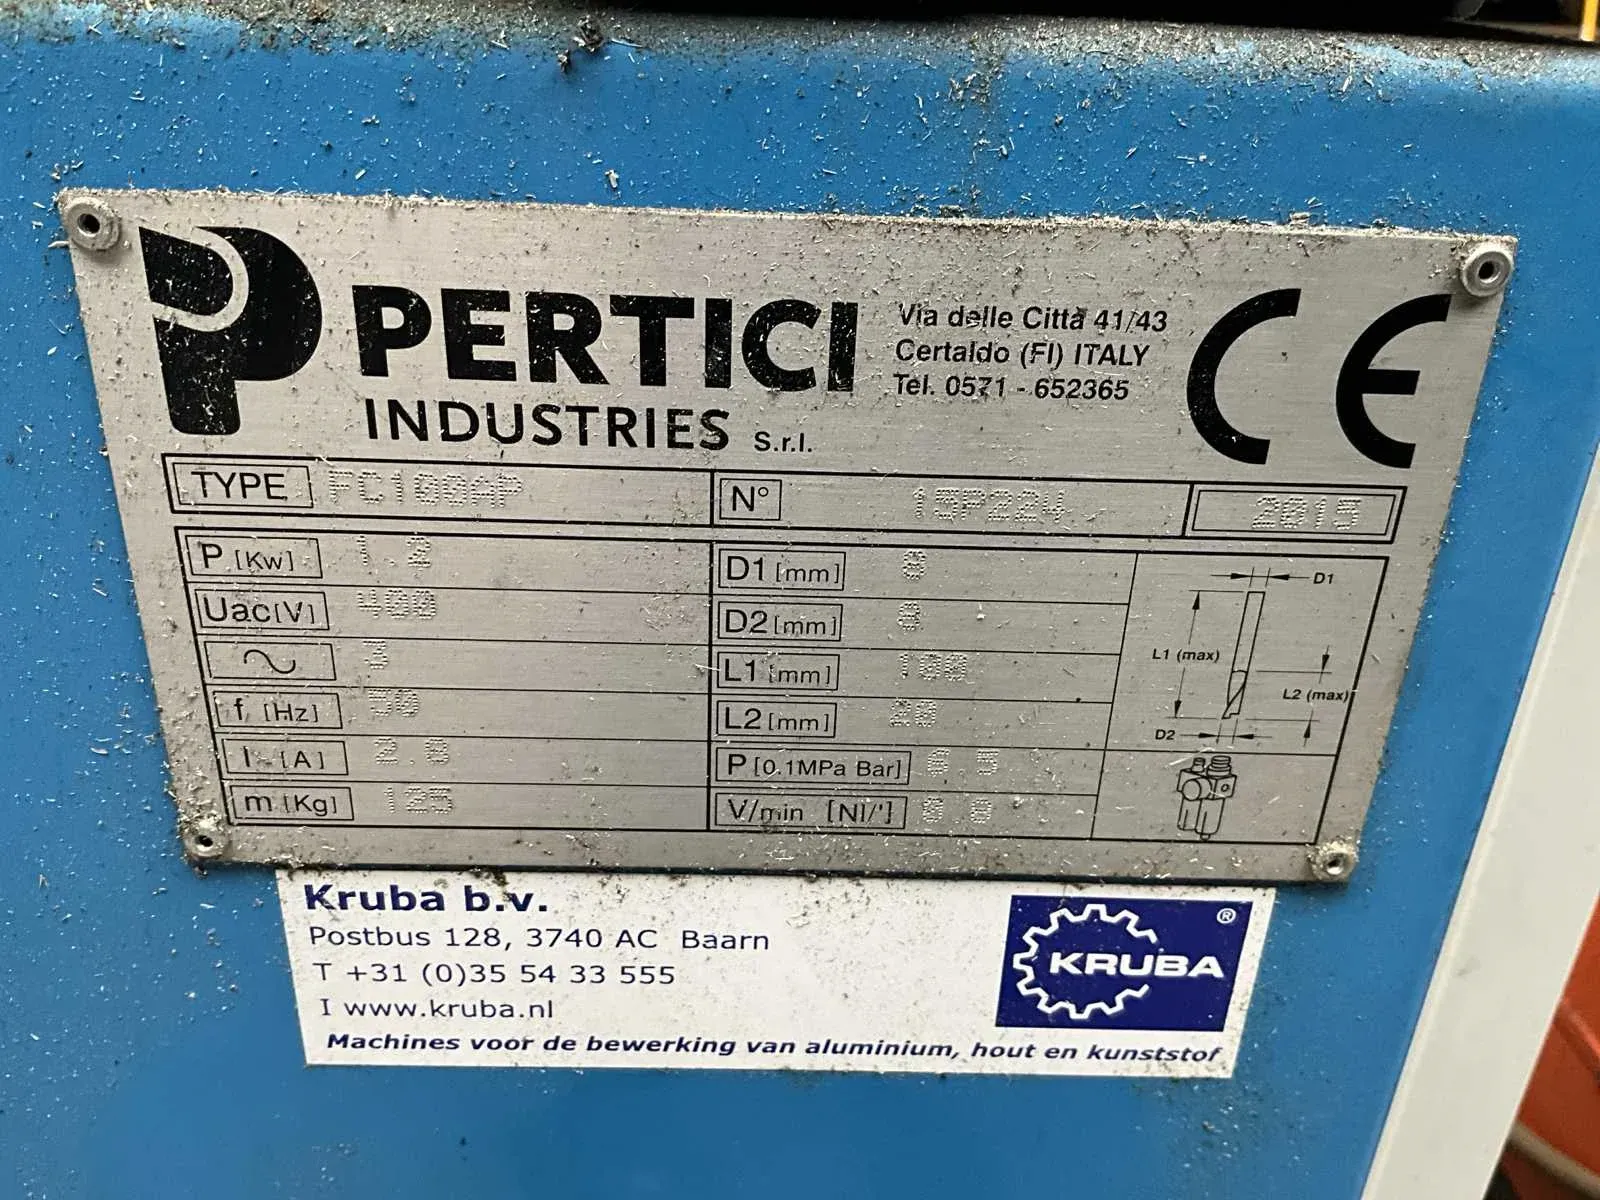 PERTICI
INDUSTRIES S.r.l.
Via delle Città 41/43
Certaldo (FI) ITALY
Tel. 0571 - 652365
CE
TYPE FC100AP N° 15P224 2015
P [Kw] 1.2
Uac[V] 400
~ 3
f [Hz] 50
I ~ [A] 2.8
m [Kg] 125
D1 [mm] 8
D2 [mm] 8
L1 [mm] 100
L2 [mm] 20
P [0.1MPa Bar] 6.5
V/min [Nl/'] 0.8
D1
L1 (max)
L2 (max)
D2
Kruba b.v.
Postbus 128, 3740 AC Baarn
T +31 (0)35 54 33 555
I www.kruba.nl
Machines voor de bewerking van aluminium, hout en kunststof
KRUBA ®